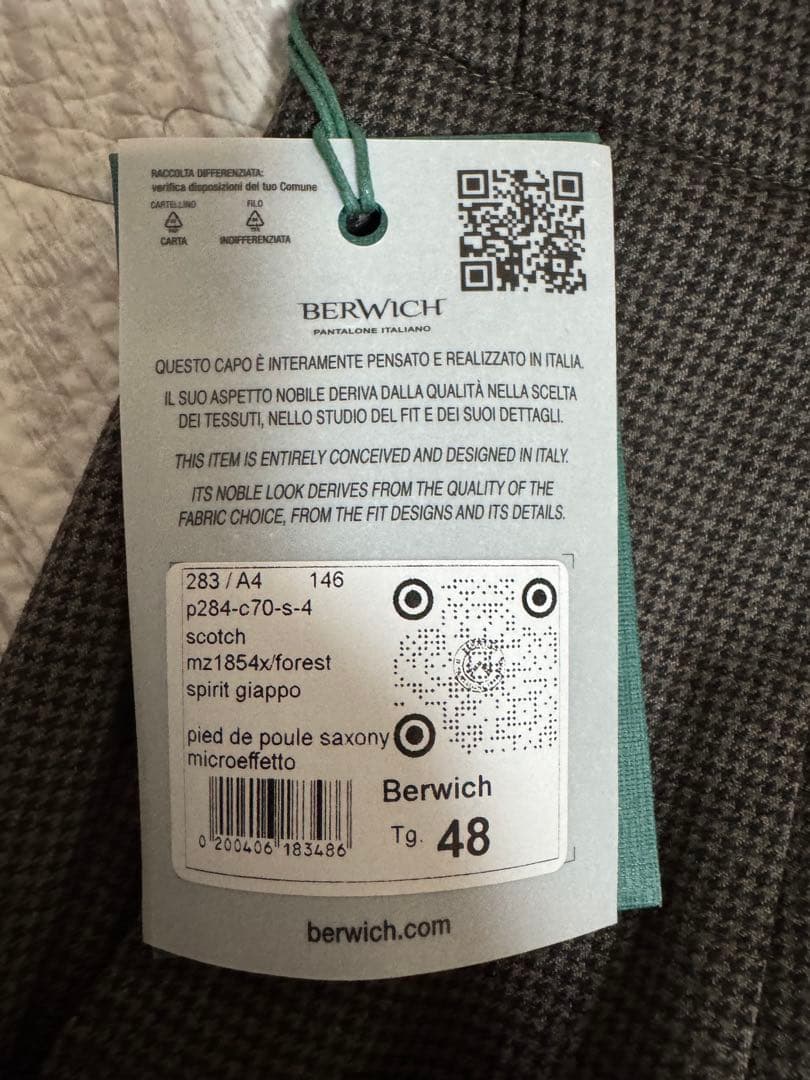 RACCOLTA DIFFERENZIATA:
verifica disposizioni del tuo Comune
CARTELLINO FILO
CARTA INDIFFERENZIATA
BERWICH
PANTALONE ITALIANO
QUESTO CAPO È INTERAMENTE PENSATO E REALIZZATO IN ITALIA.
IL SUO ASPETTO NOBILE DERIVA DALLA QUALITÀ NELLA SCELTA
DEI TESSUTI, NELLO STUDIO DEL FIT E DEI SUOI DETTAGLI.
THIS ITEM IS ENTIRELY CONCEIVED AND DESIGNED IN ITALY.
ITS NOBLE LOOK DERIVES FROM THE QUALITY OF THE
FABRIC CHOICE, FROM THE FIT DESIGNS AND ITS DETAILS.
283 / A4 146
p284-c70-s-4
scotch
mz1854x/forest
spirit giappo
pied de poule saxony
microeffetto
Berwich
Tg. 48
0 200406 183486
berwich.com